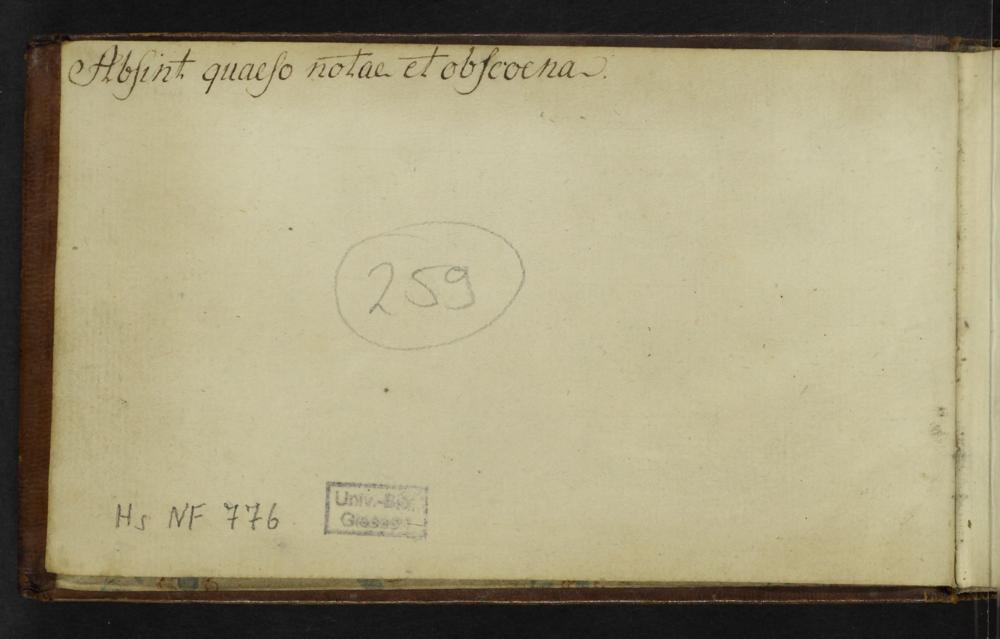 Abſint quaeſo notae et obſcoena.
259
Hs NF 776
Univ.-Bibl.
Giessen